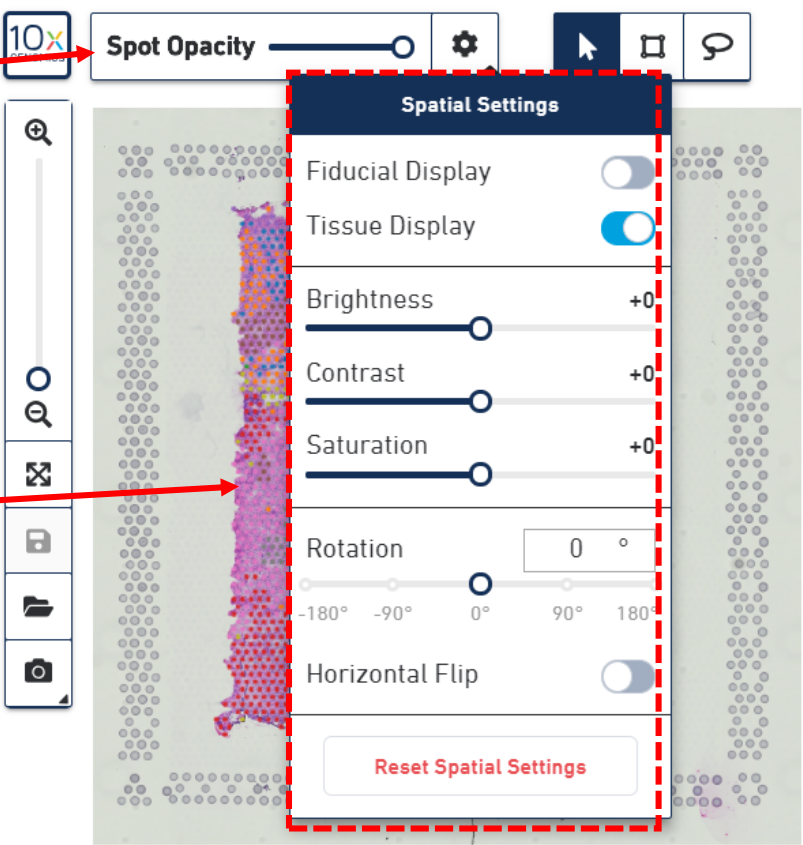 10x
GENOMICS
Spot Opacity
Spatial Settings
Fiducial Display
Tissue Display
Brightness +0
Contrast +0
Saturation +0
Rotation 0 °
-180° -90° 0° 90° 180°
Horizontal Flip
Reset Spatial Settings